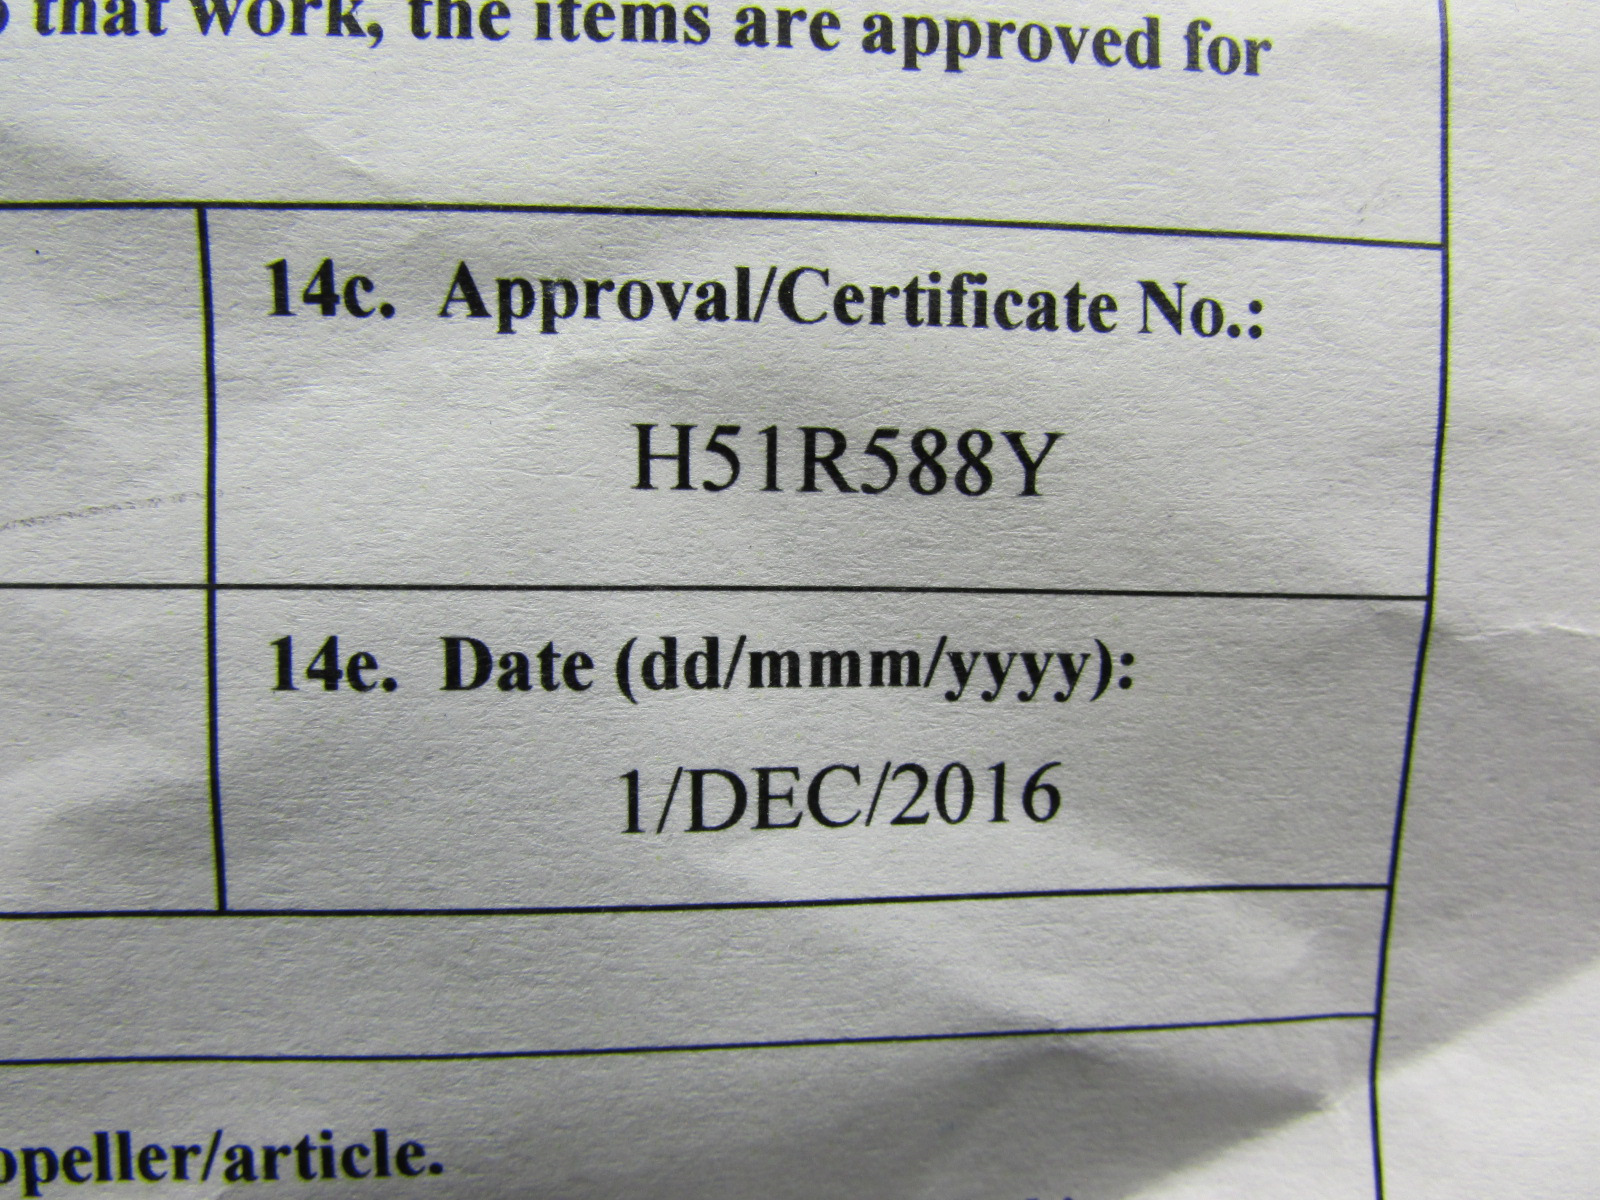 that work, the items are approved for
14c. Approval/Certificate No.:
H51R588Y
14e. Date (dd/mmm/yyyy):
1/DEC/2016
opeller/article.